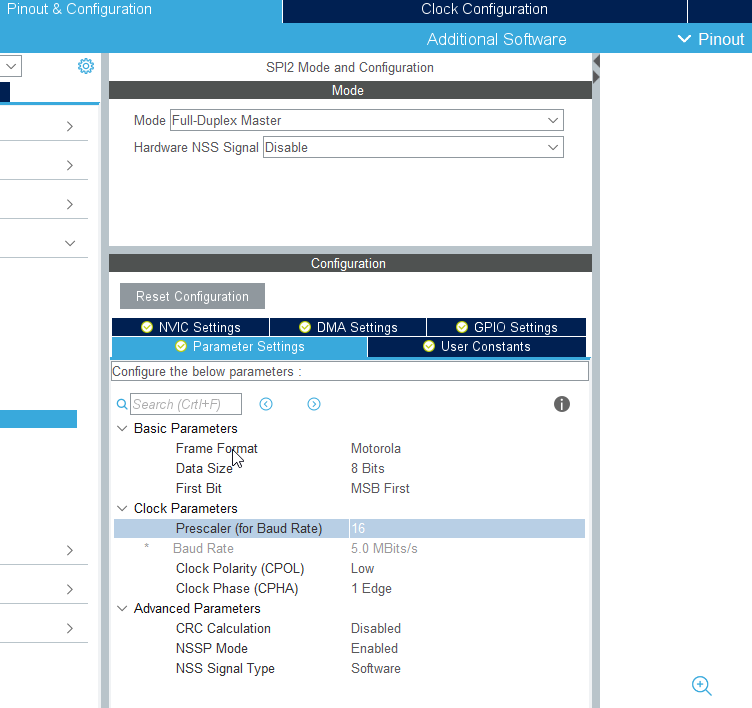 Pinout & Configuration
Clock Configuration
Additional Software
Pinout
SPI2 Mode and Configuration
Mode
Mode Full-Duplex Master
Hardware NSS Signal Disable
Configuration
Reset Configuration
NVIC Settings
DMA Settings
GPIO Settings
Parameter Settings
User Constants
Configure the below parameters :
Search (Crtl+F)
Basic Parameters
Frame Format Motorola
Data Size 8 Bits
First Bit MSB First
Clock Parameters
Prescaler (for Baud Rate) 16
* Baud Rate 5.0 MBits/s
Clock Polarity (CPOL) Low
Clock Phase (CPHA) 1 Edge
Advanced Parameters
CRC Calculation Disabled
NSSP Mode Enabled
NSS Signal Type Software